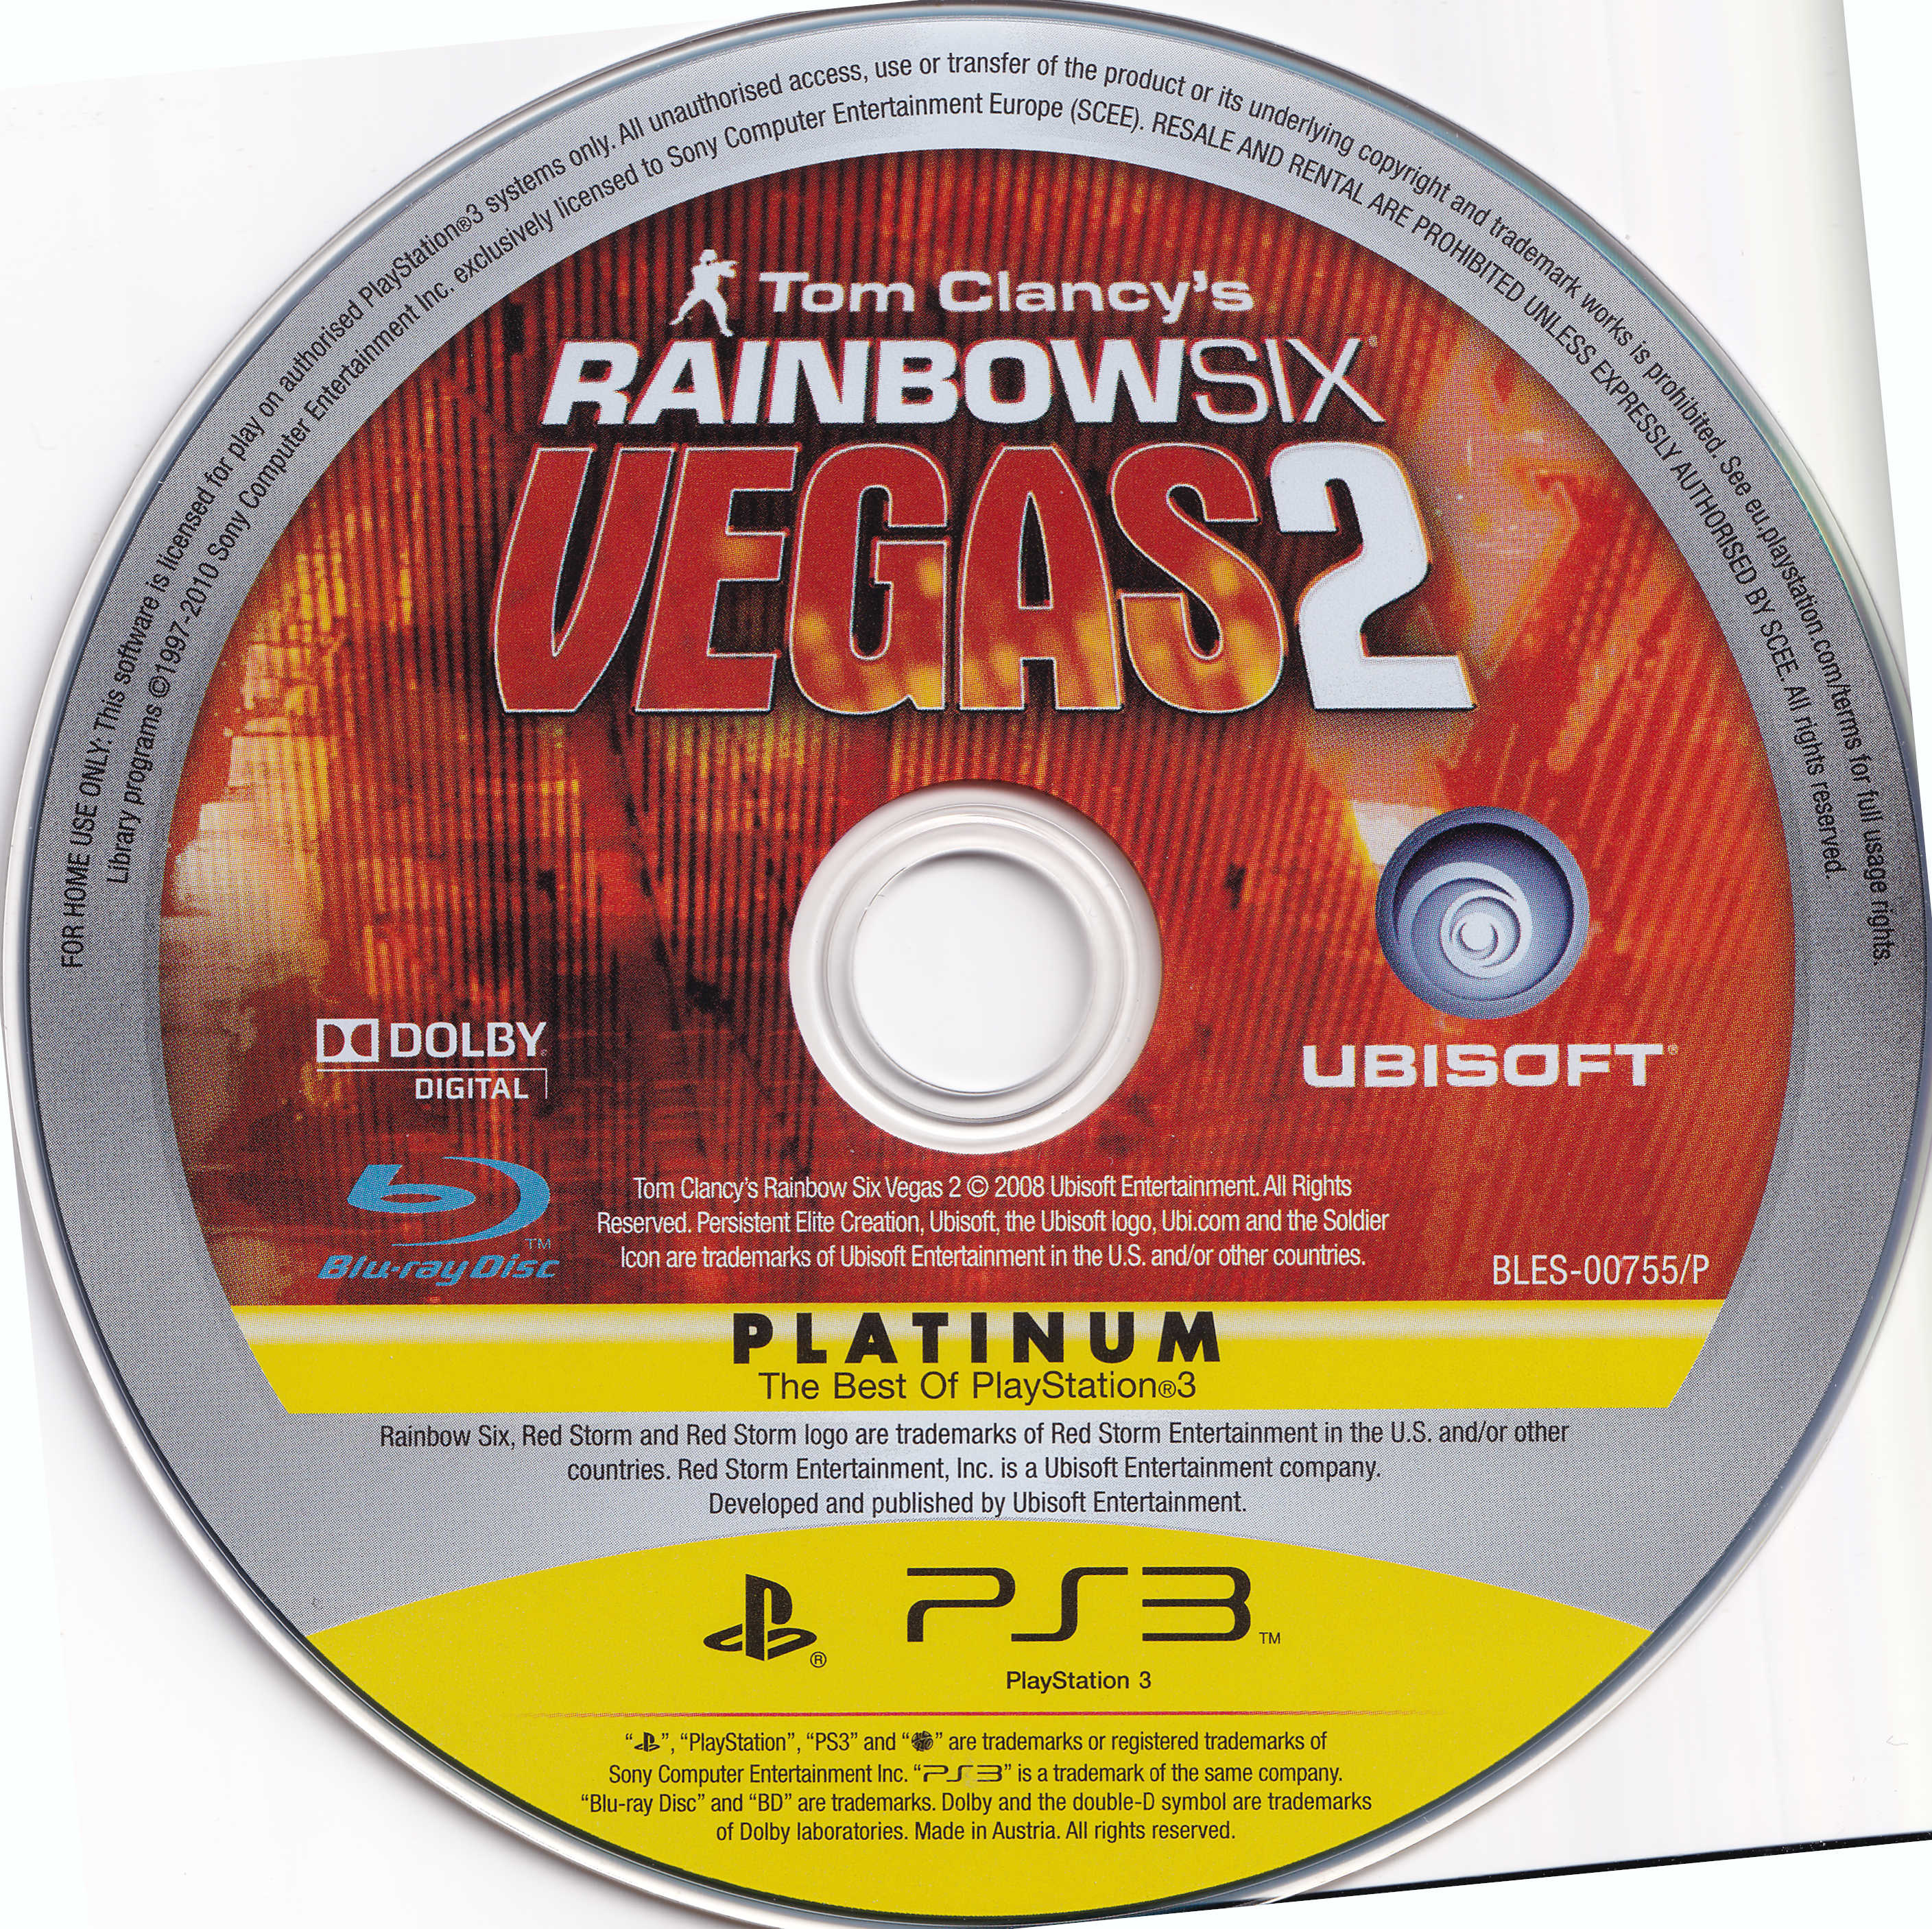 FOR HOME USE ONLY: This software is licensed for play on authorised PlayStation®3 systems only. All unauthorised access, use or transfer of the product or its underlying copyright and trademark works is prohibited. See eu.playstation.com/terms for full usage rights.
Library programs ©1997-2010 Sony Computer Entertainment Inc. exclusively licensed to Sony Computer Entertainment Europe (SCEE). RESALE AND RENTAL ARE PROHIBITED UNLESS EXPRESSLY AUTHORISED BY SCEE. All rights reserved.
Tom Clancy's
RAINBOWSIX®
VEGAS2
UBISOFT®
DOLBY®
DIGITAL
Blu-ray Disc™
Tom Clancy's Rainbow Six Vegas 2 © 2008 Ubisoft Entertainment. All Rights
Reserved. Persistent Elite Creation, Ubisoft, the Ubisoft logo, Ubi.com and the Soldier
Icon are trademarks of Ubisoft Entertainment in the U.S. and/or other countries.
BLES-00755/P
PLATINUM
The Best Of PlayStation®3
Rainbow Six, Red Storm and Red Storm logo are trademarks of Red Storm Entertainment in the U.S. and/or other
countries. Red Storm Entertainment, Inc. is a Ubisoft Entertainment company.
Developed and published by Ubisoft Entertainment.
® PS3™
PlayStation 3
“ ”, “PlayStation”, “PS3” and “ ” are trademarks or registered trademarks of
Sony Computer Entertainment Inc. “PS3” is a trademark of the same company.
“Blu-ray Disc” and “BD” are trademarks. Dolby and the double-D symbol are trademarks
of Dolby laboratories. Made in Austria. All rights reserved.